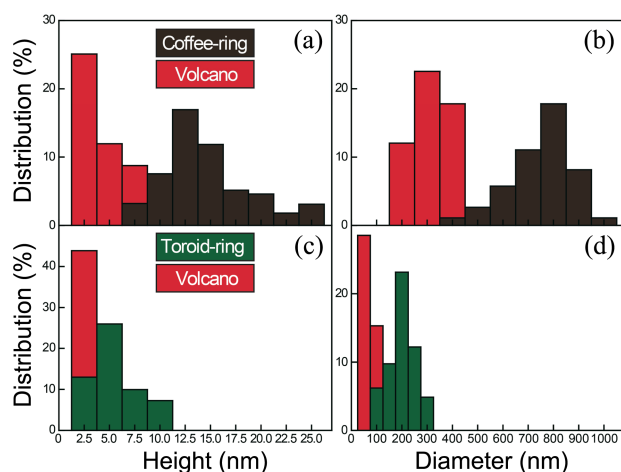 30
20
10
0
Distribution (%)
Coffee-ring
Volcano
(a)
30
20
10
0
Distribution (%)
(b)
40
30
20
10
0
Distribution (%)
Toroid-ring
Volcano
(c)
2.5 5.0 7.5 10.0 12.5 15.0 17.5 20.0 22.5 25.0
Height (nm)
20
10
0
Distribution (%)
(d)
100 200 300 400 500 600 700 800 900 1000
Diameter (nm)